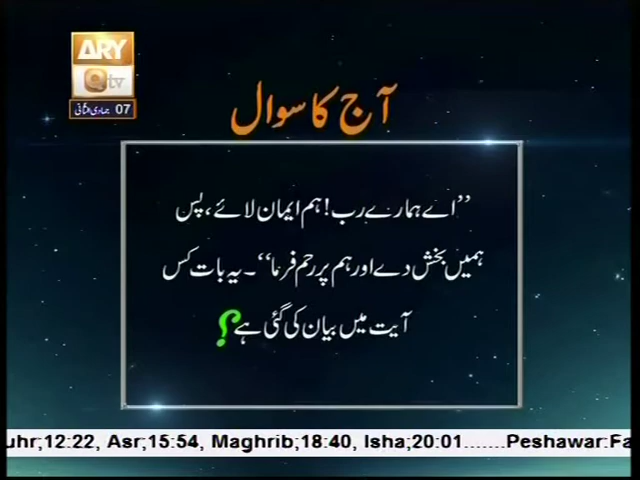 ARY
Qtv
07 جمادی الثانی
آج کا سوال
”اے ہمارے رب! ہم ایمان لائے، پس
ہمیں بخش دے اور ہم پر رحم فرما“۔ یہ بات کس
آیت میں بیان کی گئی ہے؟
uhr;12:22, Asr;15:54, Maghrib;18:40, Isha;20:01.......Peshawar:Fa